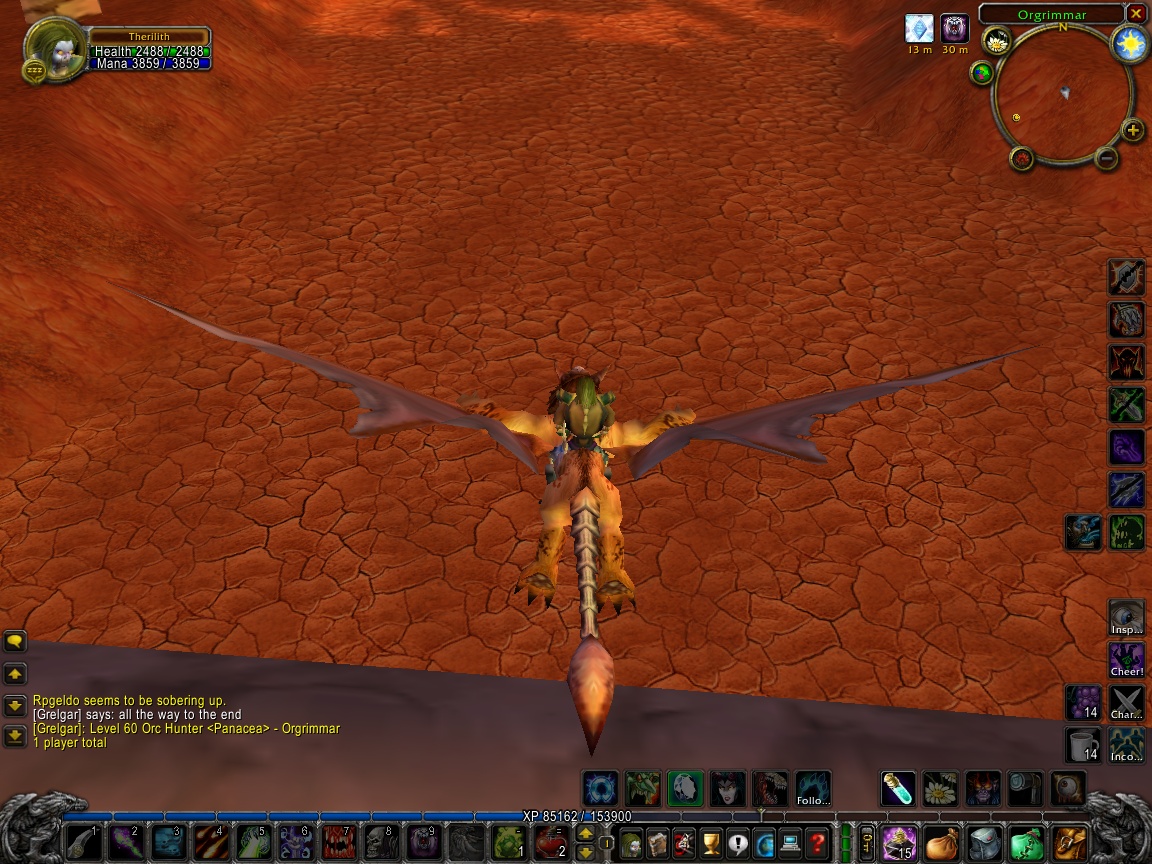 Therilith
Health 2488 / 2488
Mana 3859 / 3859
zzz
13 m
30 m
Orgrimmar
N
Rpgeldo seems to be sobering up.
[Grelgar] says: all the way to the end
[Grelgar]: Level 60 Orc Hunter <Panacea> - Orgrimmar
1 player total
Insp...
Cheer!
14
Char...
14
Inco...
Follo...
XP 85162 / 153900
1
2
3
4
5
6
7
8
9
1
2
1
15